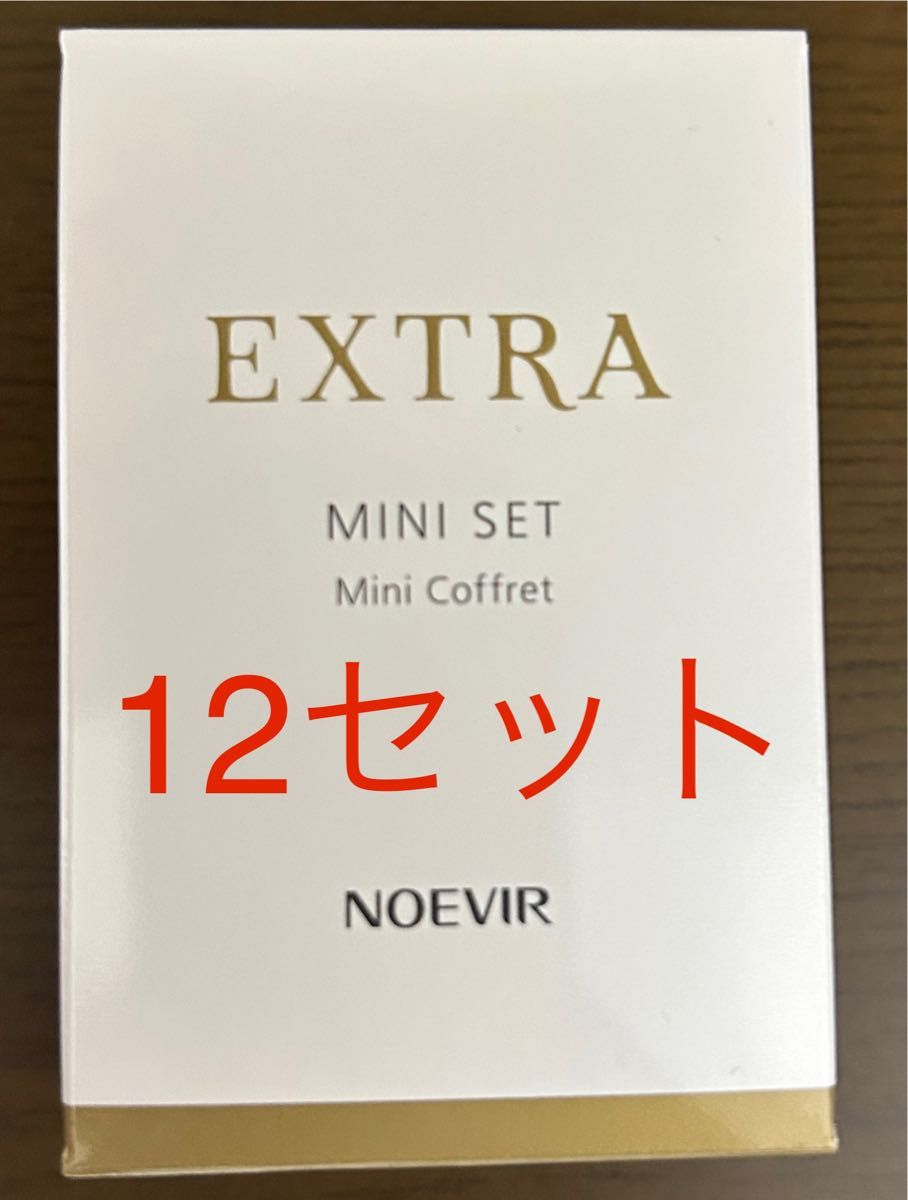 EXTRA
MINI SET
Mini Coffret
12セット
NOEVIR